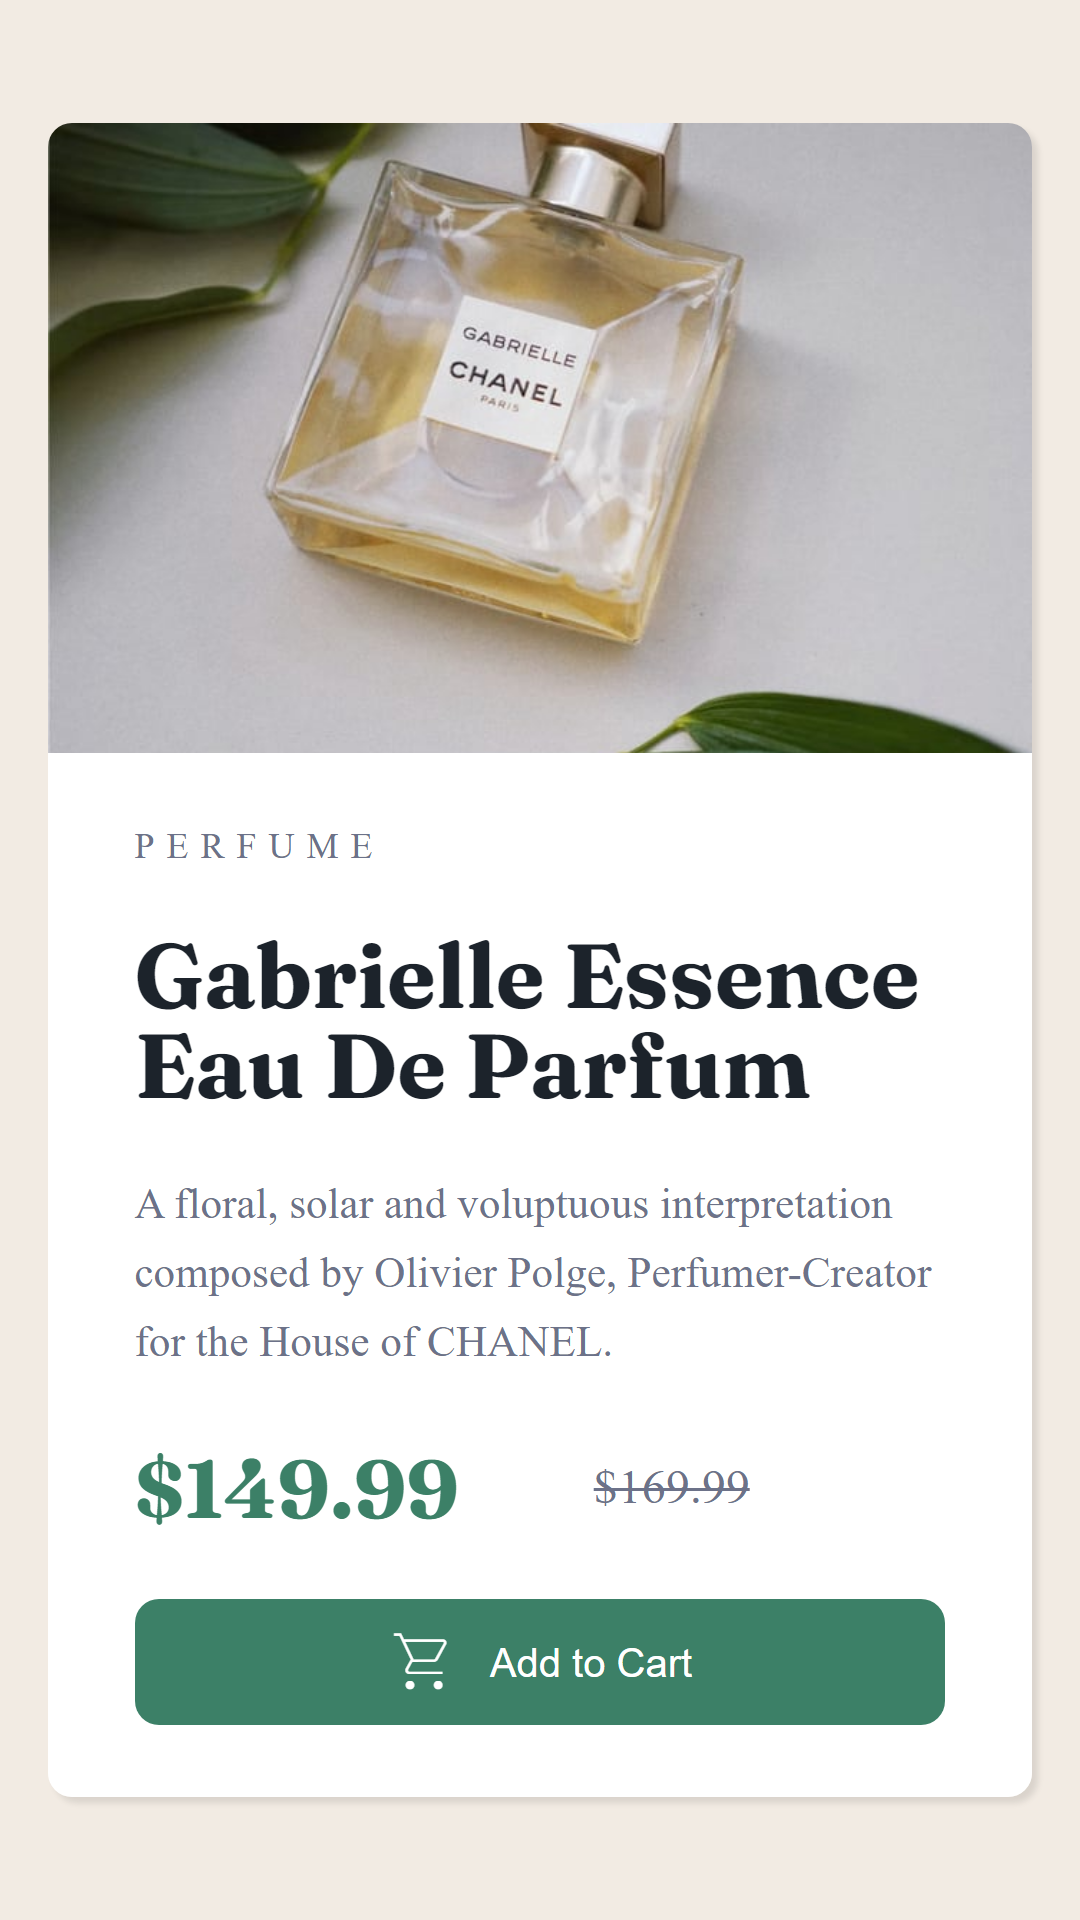 GABRIELLE
CHANEL
PARIS
PERFUME
Gabrielle Essence
Eau De Parfum
A floral, solar and voluptuous interpretation
composed by Olivier Polge, Perfumer-Creator
for the House of CHANEL.
$149.99 $169.99
Add to Cart